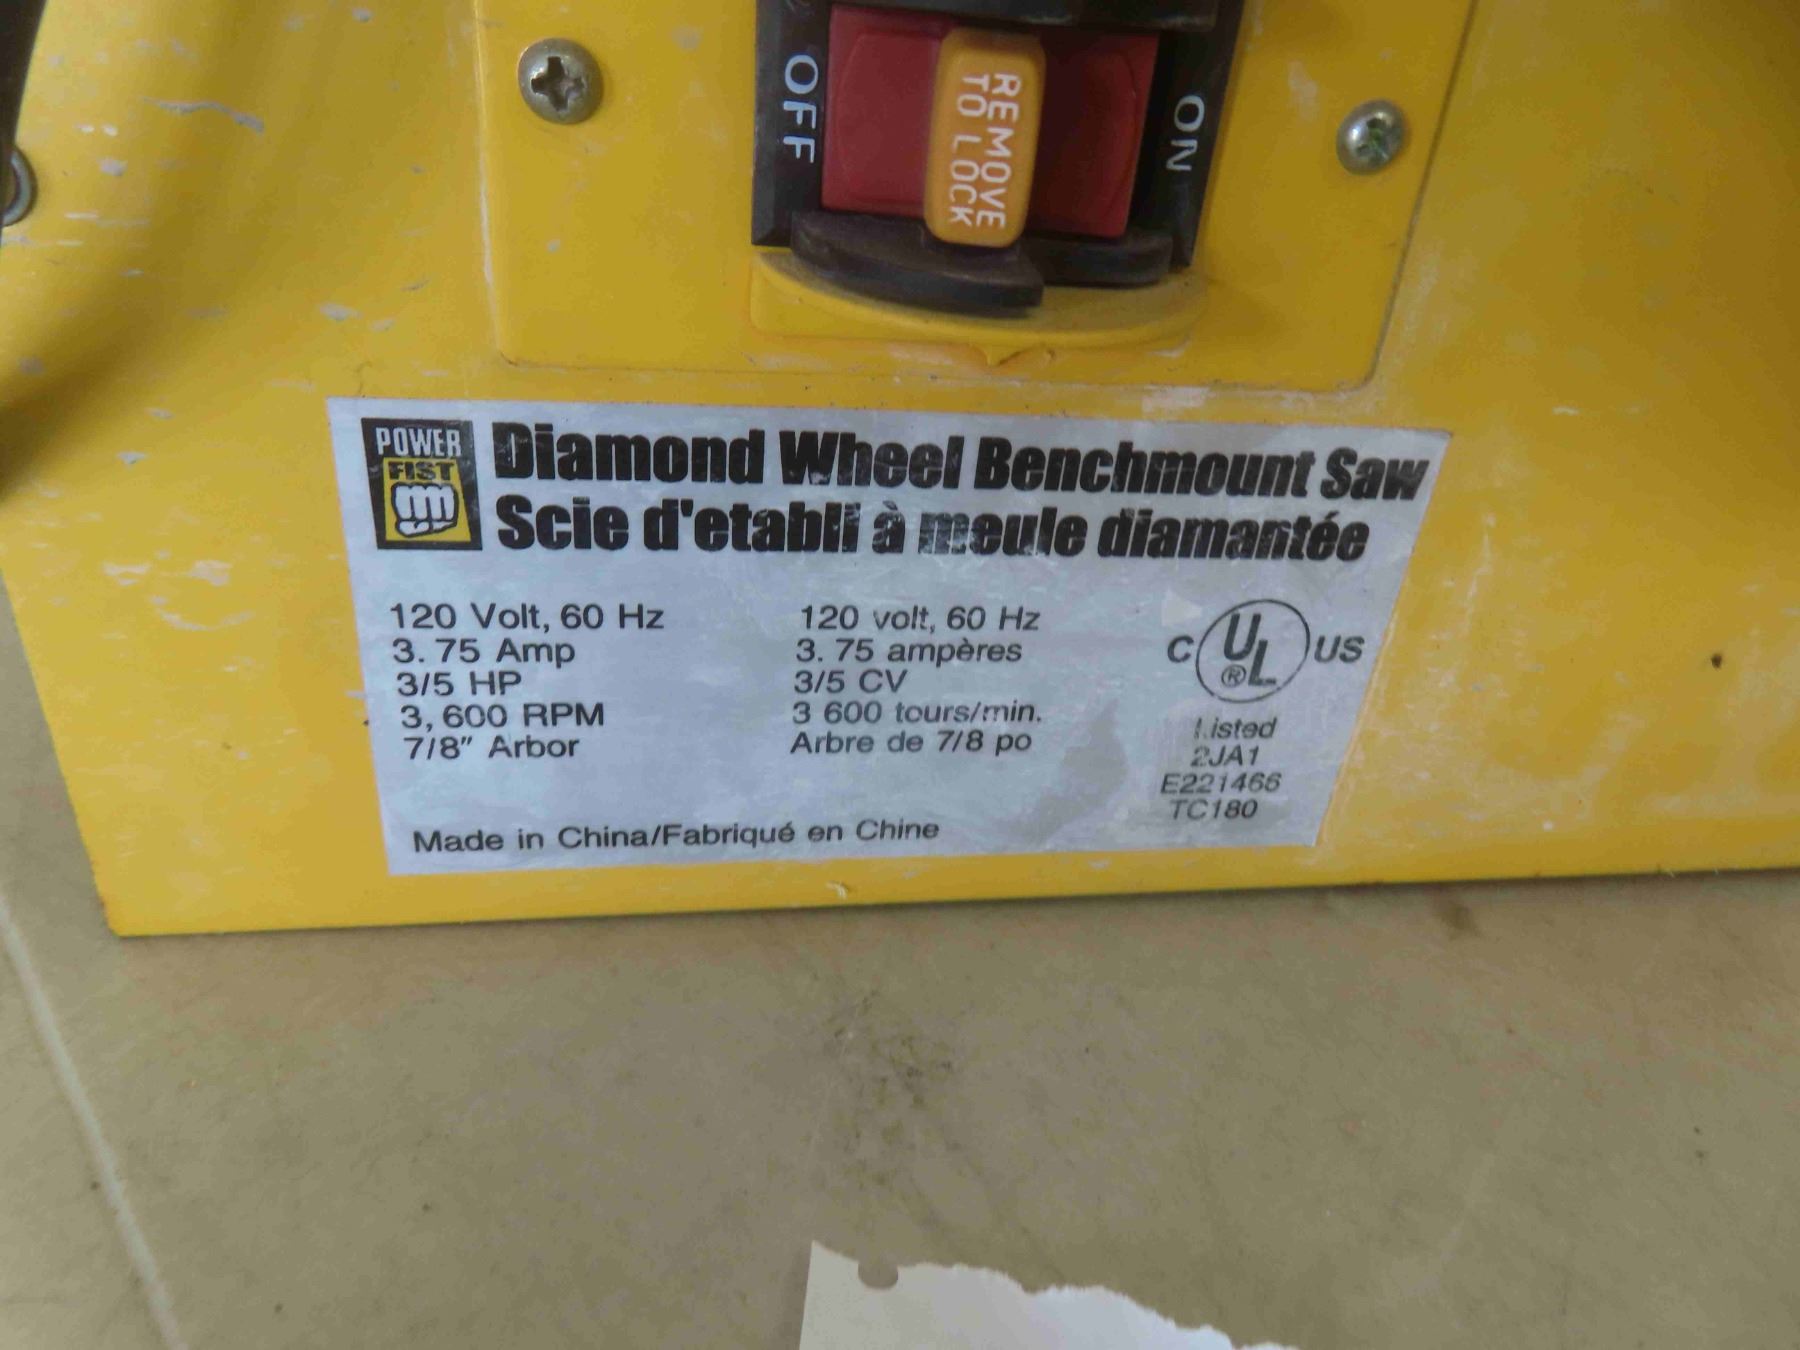 OFF
REMOVE
TO LOCK
ON
POWER
FIST
Diamond Wheel Benchmount Saw
Scie d'etabli à meule diamantée
120 Volt, 60 Hz
3. 75 Amp
3/5 HP
3, 600 RPM
7/8" Arbor
120 volt, 60 Hz
3. 75 ampères
3/5 CV
3 600 tours/min.
Arbre de 7/8 po
C UL ® US
Listed
2JA1
E221466
TC180
Made in China/Fabriqué en Chine